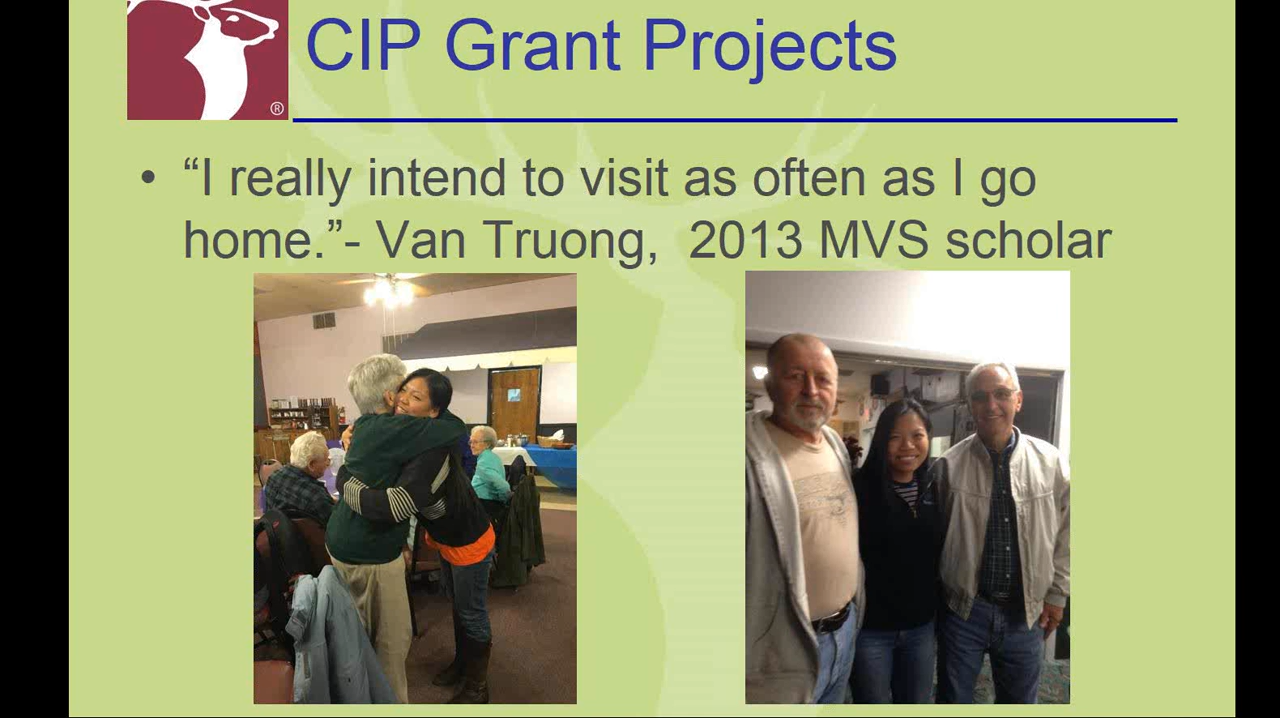 ®
CIP Grant Projects
• “I really intend to visit as often as I go
home.”- Van Truong, 2013 MVS scholar